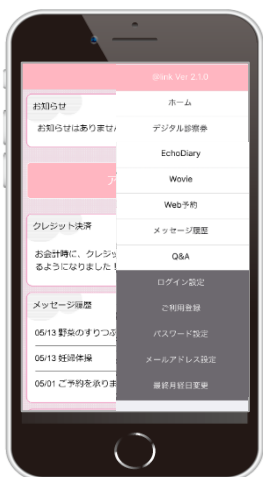 @link Ver 2.1.0
お知らせ
お知らせはありませ
ア
クレジット決済
お会計時に、クレジッ
るようになりました
メッセージ履歴
05/13 野菜のすりつぶ
05/13 妊婦体操
05/01 ご予約を承りま
ホーム
デジタル診察券
EchoDiary
Wovie
Web予約
メッセージ履歴
Q&A
ログイン設定
ご利用登録
パスワード設定
メールアドレス設定
最終月経日変更